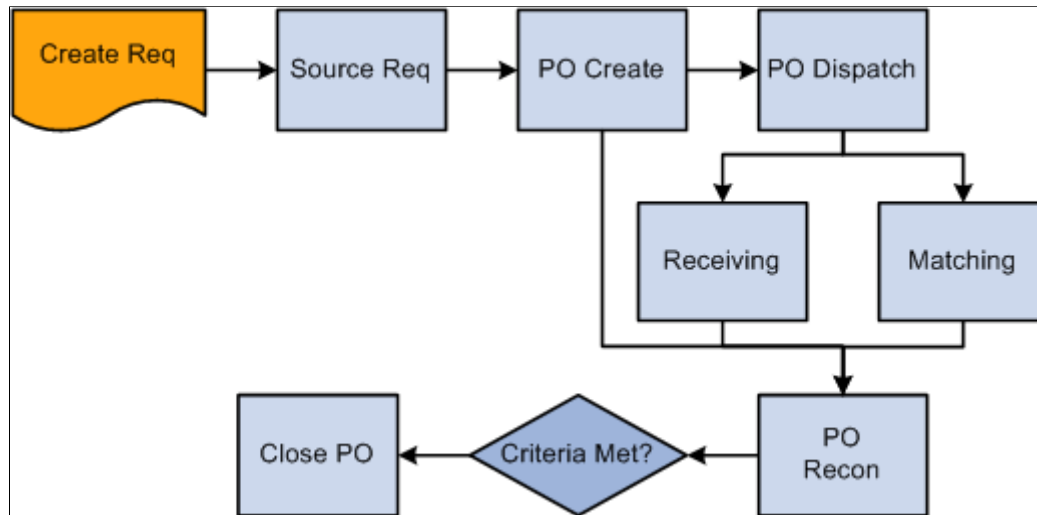 Create Req
Source Req
PO Create
PO Dispatch
Receiving
Matching
Close PO
Criteria Met?
PO
Recon